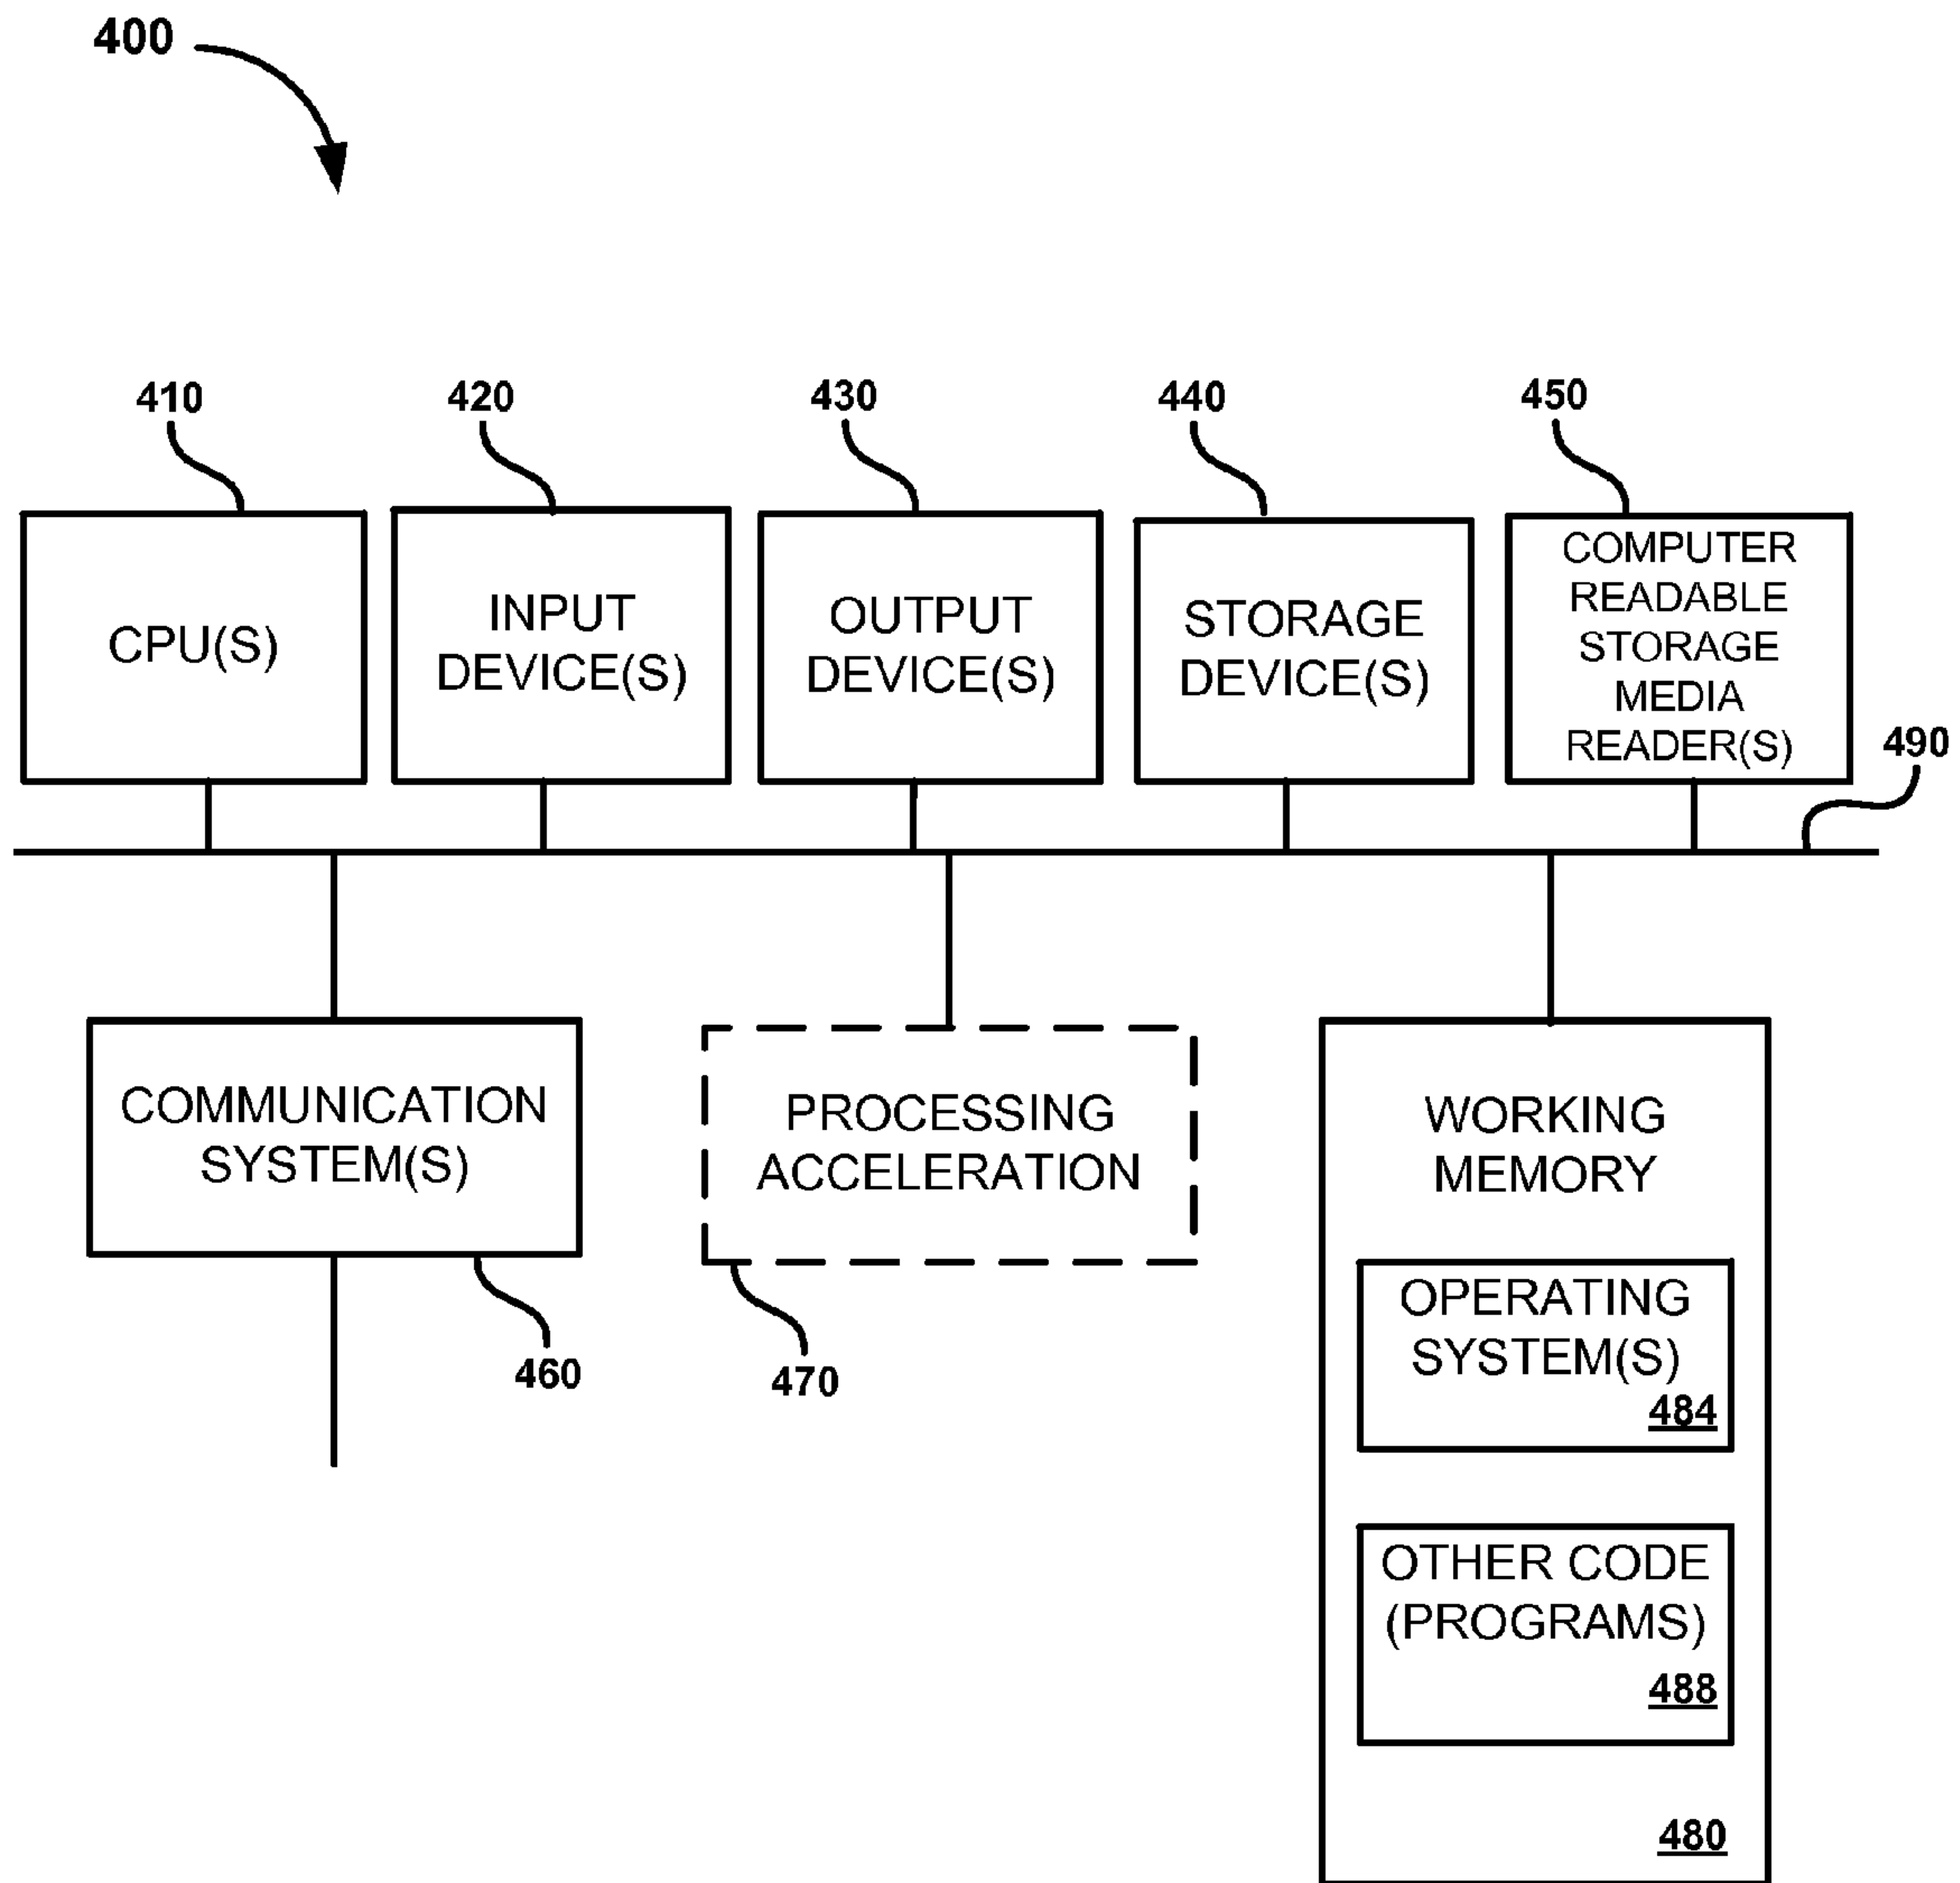 400
410
420
430
440
450
CPU(S)
INPUT
DEVICE(S)
OUTPUT
DEVICE(S)
STORAGE
DEVICE(S)
COMPUTER
READABLE
STORAGE
MEDIA
READER(S)
490
COMMUNICATION
SYSTEM(S)
460
PROCESSING
ACCELERATION
470
WORKING
MEMORY
OPERATING
SYSTEM(S)
484
OTHER CODE
(PROGRAMS)
488
480